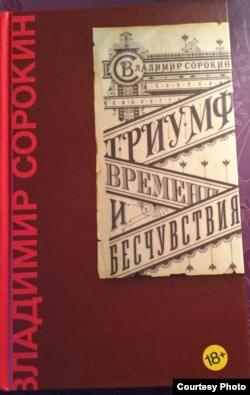 ВЛАДИМИР СОРОКИН
ВЛАДИМИР СОРОКИН
ТРИУМФ
ВРЕМЕНИ
И
БЕСЧУВСТВИЯ
18+
Courtesy Photo